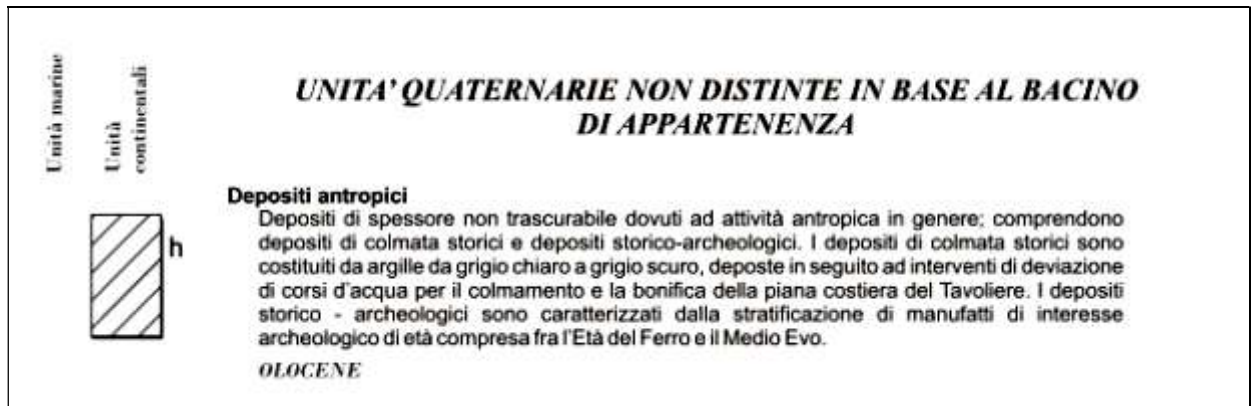 Unità marine
Unità
continentali
UNITA' QUATERNARIE NON DISTINTE IN BASE AL BACINO
DI APPARTENENZA
Depositi antropici
Depositi di spessore non trascurabile dovuti ad attività antropica in genere; comprendono
depositi di colmata storici e depositi storico-archeologici. I depositi di colmata storici sono
costituiti da argille da grigio chiaro a grigio scuro, deposte in seguito ad interventi di deviazione
di corsi d'acqua per il colmamento e la bonifica della piana costiera del Tavoliere. I depositi
storico - archeologici sono caratterizzati dalla stratificazione di manufatti di interesse
archeologico di età compresa fra l'Età del Ferro e il Medio Evo.
h
OLOCENE